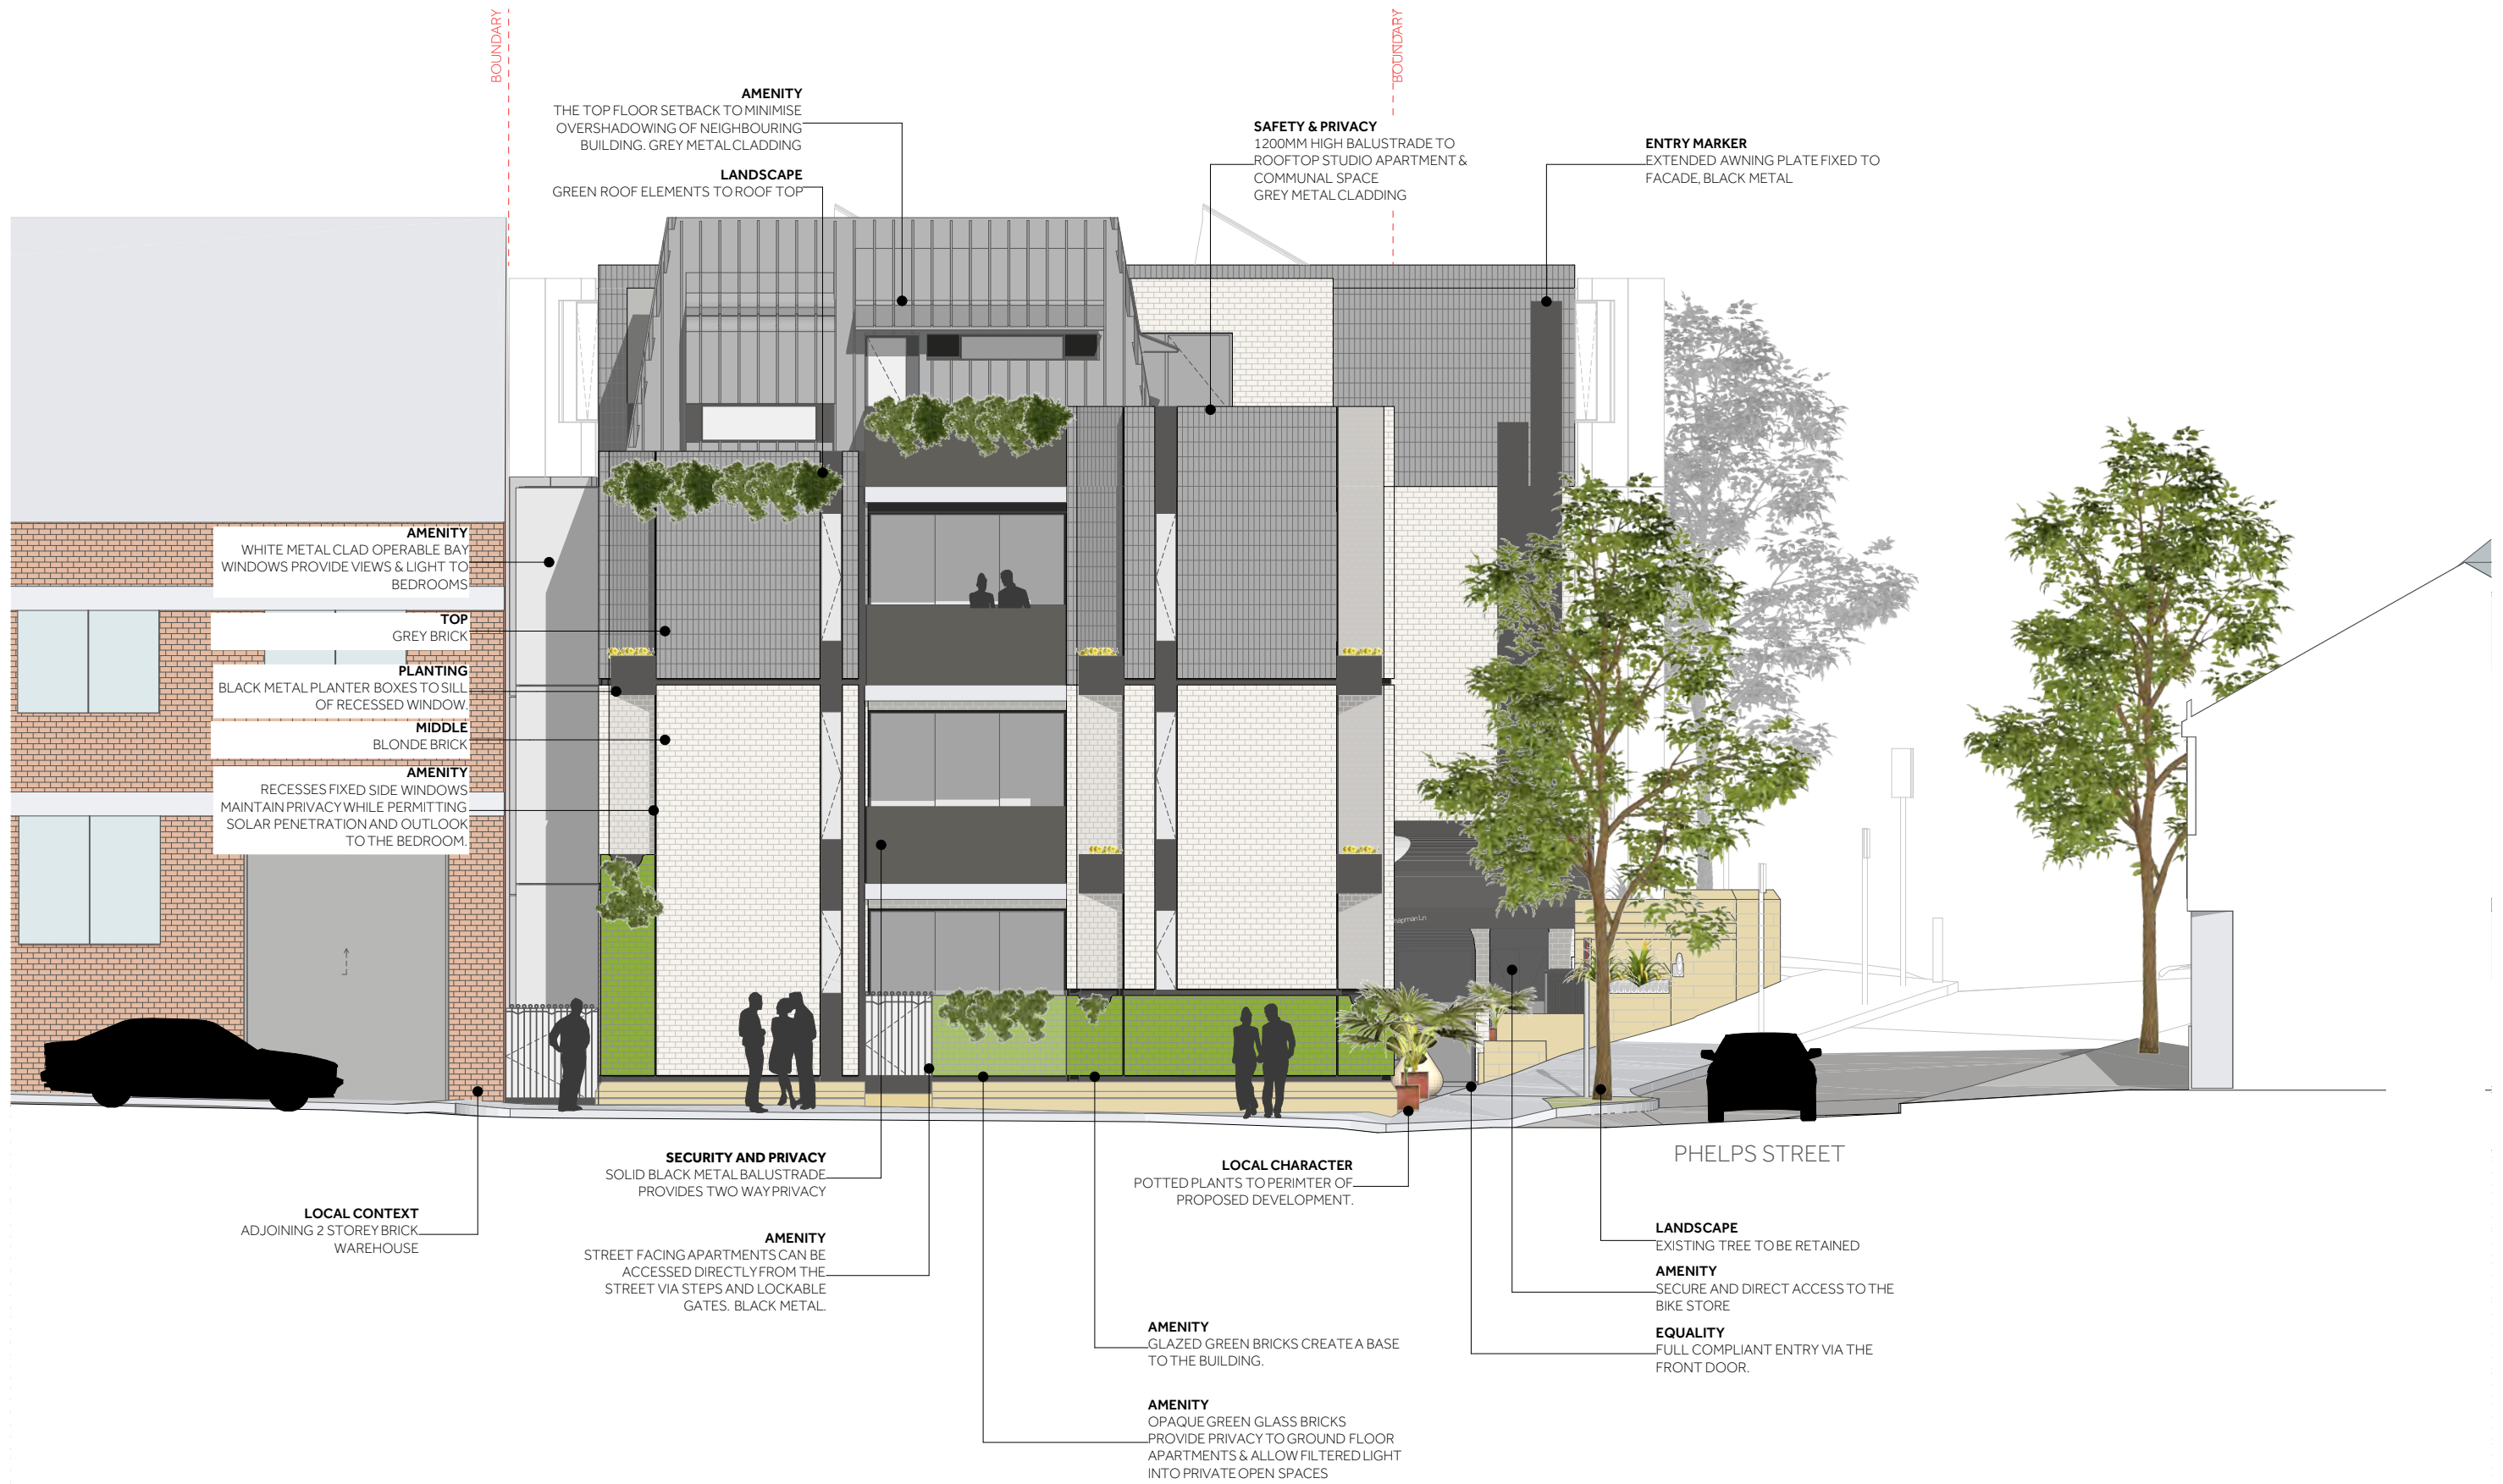 BOUNDARY
BOUNDARY
AMENITY
THE TOP FLOOR SETBACK TO MINIMISE
OVERSHADOWING OF NEIGHBOURING
BUILDING. GREY METAL CLADDING
LANDSCAPE
GREEN ROOF ELEMENTS TO ROOF TOP
SAFETY & PRIVACY
1200MM HIGH BALUSTRADE TO
ROOFTOP STUDIO APARTMENT &
COMMUNAL SPACE
GREY METAL CLADDING
ENTRY MARKER
EXTENDED AWNING PLATE FIXED TO
FACADE, BLACK METAL
AMENITY
WHITE METAL CLAD OPERABLE BAY
WINDOWS PROVIDE VIEWS & LIGHT TO
BEDROOMS
TOP
GREY BRICK
PLANTING
BLACK METAL PLANTER BOXES TO SILL
OF RECESSED WINDOW.
MIDDLE
BLONDE BRICK
AMENITY
RECESSES FIXED SIDE WINDOWS
MAINTAIN PRIVACY WHILE PERMITTING
SOLAR PENETRATION AND OUTLOOK
TO THE BEDROOM.
hapman Ln
PHELPS STREET
SECURITY AND PRIVACY
SOLID BLACK METAL BALUSTRADE
PROVIDES TWO WAY PRIVACY
LOCAL CHARACTER
POTTED PLANTS TO PERIMTER OF
PROPOSED DEVELOPMENT.
LOCAL CONTEXT
ADJOINING 2 STOREY BRICK
WAREHOUSE
AMENITY
STREET FACING APARTMENTS CAN BE
ACCESSED DIRECTLY FROM THE
STREET VIA STEPS AND LOCKABLE
GATES. BLACK METAL.
LANDSCAPE
EXISTING TREE TO BE RETAINED
AMENITY
SECURE AND DIRECT ACCESS TO THE
BIKE STORE
EQUALITY
FULL COMPLIANT ENTRY VIA THE
FRONT DOOR.
AMENITY
GLAZED GREEN BRICKS CREATE A BASE
TO THE BUILDING.
AMENITY
OPAQUE GREEN GLASS BRICKS
PROVIDE PRIVACY TO GROUND FLOOR
APARTMENTS & ALLOW FILTERED LIGHT
INTO PRIVATE OPEN SPACES